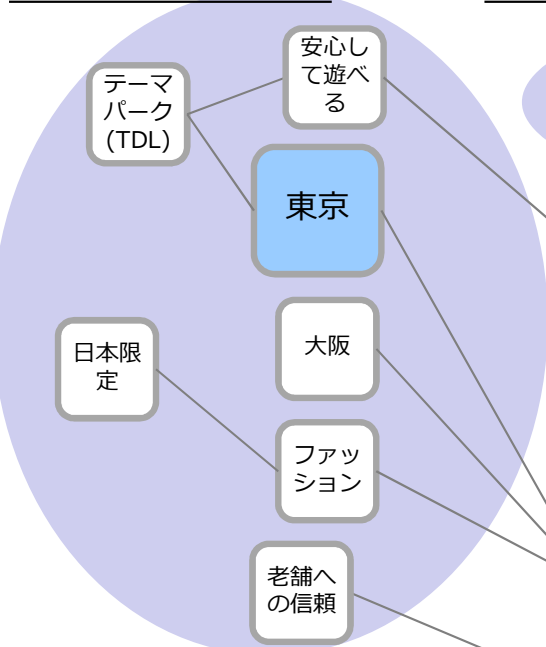 安心し
て遊べ
る
テーマ
パーク
(TDL)
東京
大阪
日本限
定
ファッ
ション
老舗へ
の信頼